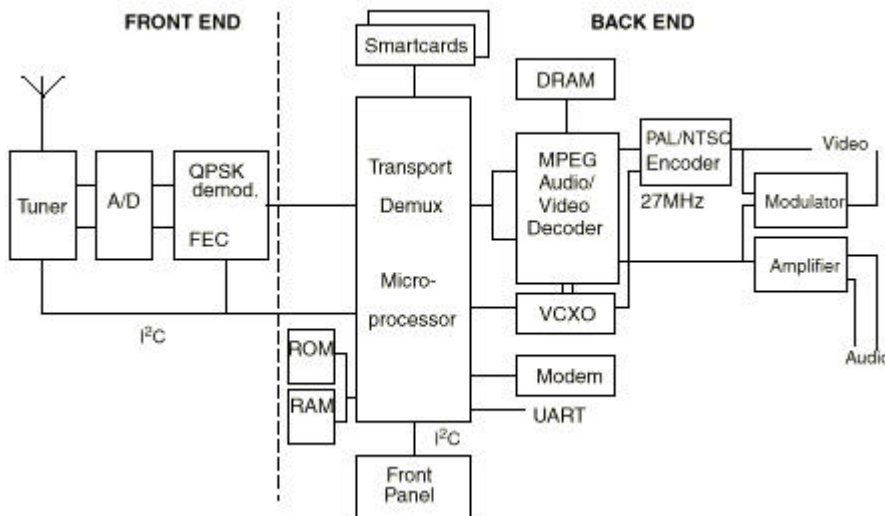 FRONT END
BACK END
Smartcards
DRAM
Tuner
A/D
QPSK
demod.
FEC
Transport
Demux
Micro-
processor
MPEG
Audio/
Video
Decoder
PAL/NTSC
Encoder
27MHz
Video
Modulator
Amplifier
Audio
VCXO
I²C
ROM
RAM
Modem
UART
I²C
Front
Panel